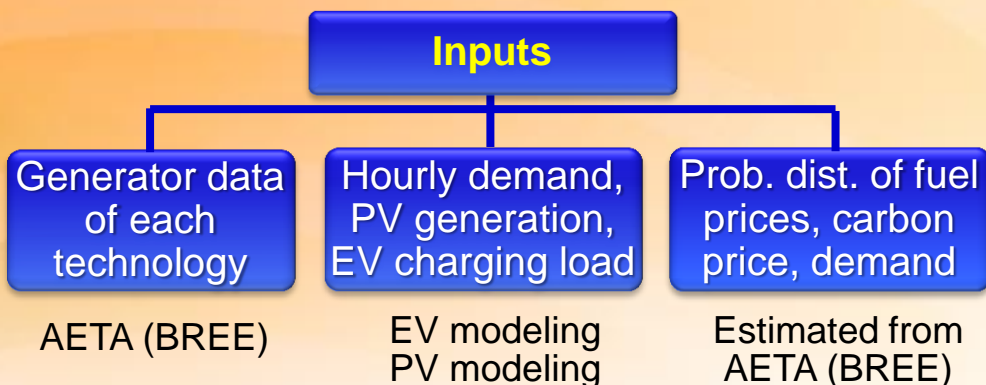 Inputs
Generator data
of each
technology
Hourly demand,
PV generation,
EV charging load
Prob. dist. of fuel
prices, carbon
price, demand
AETA (BREE)
EV modeling
PV modeling
Estimated from
AETA (BREE)